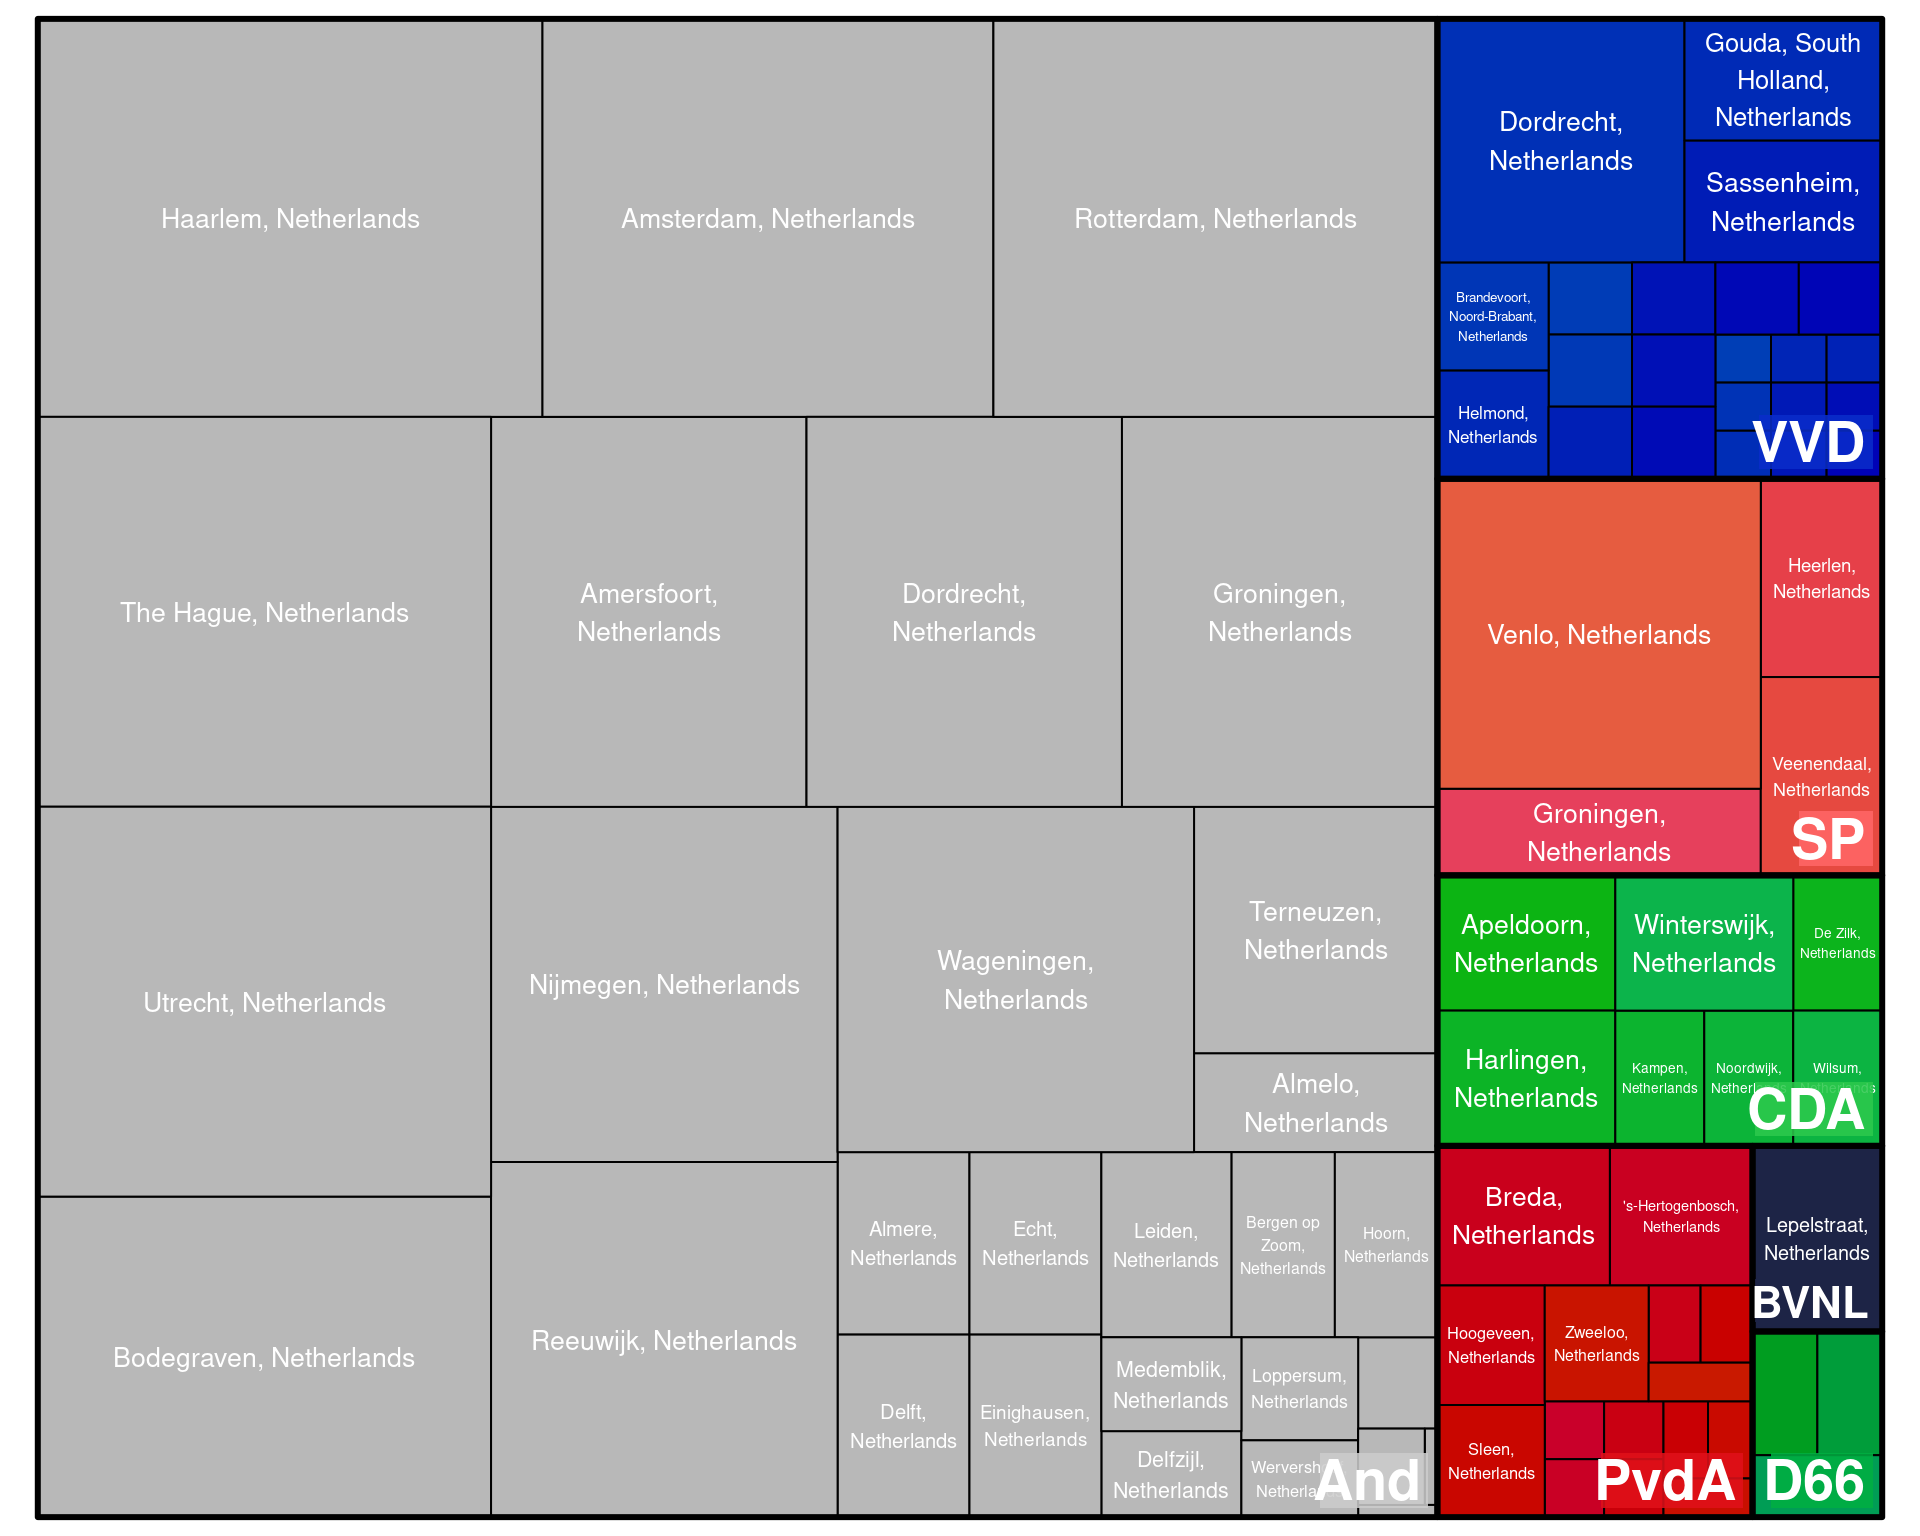 Haarlem, Netherlands
Amsterdam, Netherlands
Rotterdam, Netherlands
The Hague, Netherlands
Amersfoort,
Netherlands
Dordrecht,
Netherlands
Groningen,
Netherlands
Utrecht, Netherlands
Nijmegen, Netherlands
Wageningen,
Netherlands
Terneuzen,
Netherlands
Almelo,
Netherlands
Bodegraven, Netherlands
Reeuwijk, Netherlands
Almere,
Netherlands
Echt,
Netherlands
Leiden,
Netherlands
Bergen op
Zoom,
Netherlands
Hoorn,
Netherlands
Delft,
Netherlands
Einighausen,
Netherlands
Medemblik,
Netherlands
Loppersum,
Netherlands
Delfzijl,
Netherlands
And
Dordrecht,
Netherlands
Gouda, South
Holland,
Netherlands
Sassenheim,
Netherlands
Brandevoort,
Noord-Brabant,
Netherlands
Helmond,
Netherlands
VVD
Venlo, Netherlands
Heerlen,
Netherlands
Veenendaal,
Netherlands
Groningen,
Netherlands
SP
Apeldoorn,
Netherlands
Winterswijk,
Netherlands
De Zilk,
Netherlands
Harlingen,
Netherlands
Kampen,
Netherlands
Noordwijk,
Netherlands
Wilsum,
Netherlands
CDA
Breda,
Netherlands
's-Hertogenbosch,
Netherlands
Hoogeveen,
Netherlands
Zweeloo,
Netherlands
Sleen,
Netherlands
PvdA
Lepelstraat,
Netherlands
BVNL
D66